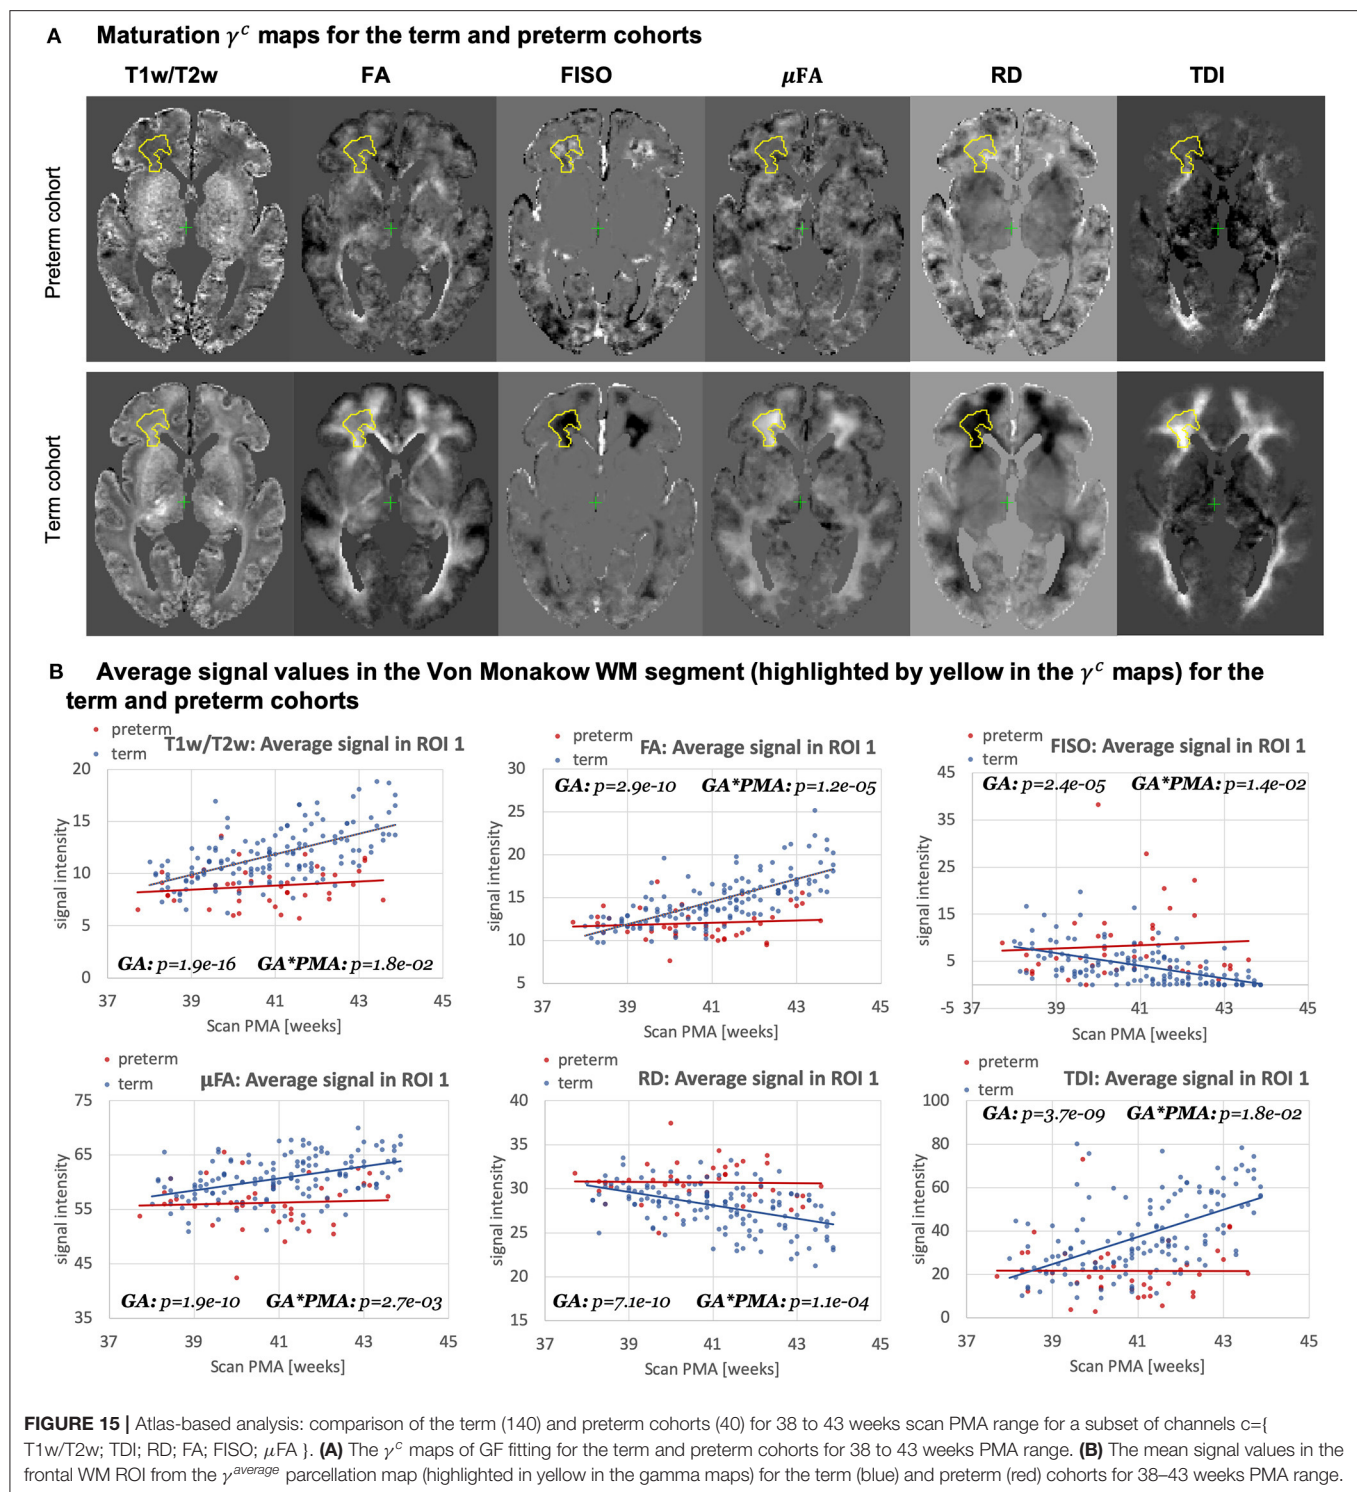 A Maturation γᶜ maps for the term and preterm cohorts
T1w/T2w FA FISO μFA RD TDI
Preterm cohort
Term cohort
B Average signal values in the Von Monakow WM segment (highlighted by yellow in the γᶜ maps) for the
term and preterm cohorts
preterm
term
T1w/T2w: Average signal in ROI 1
signal intensity
20
15
10
5
0
GA: p=1.9e-16 GA*PMA: p=1.8e-02
37 39 41 43 45
Scan PMA [weeks]
preterm
term
FA: Average signal in ROI 1
signal intensity
30
25
20
15
10
5
GA: p=2.9e-10 GA*PMA: p=1.2e-05
37 39 41 43 45
Scan PMA [weeks]
preterm
term
FISO: Average signal in ROI 1
signal intensity
45
35
25
15
5
-5
GA: p=2.4e-05 GA*PMA: p=1.4e-02
37 39 41 43 45
Scan PMA [weeks]
preterm
term
μFA: Average signal in ROI 1
signal intensity
75
65
55
45
35
GA: p=1.9e-10 GA*PMA: p=2.7e-03
37 39 41 43 45
Scan PMA [weeks]
preterm
term
RD: Average signal in ROI 1
signal intensity
40
35
30
25
20
15
GA: p=7.1e-10 GA*PMA: p=1.1e-04
37 39 41 43 45
Scan PMA [weeks]
preterm
term
TDI: Average signal in ROI 1
signal intensity
100
80
60
40
20
0
GA: p=3.7e-09 GA*PMA: p=1.8e-02
37 39 41 43 45
Scan PMA [weeks]
FIGURE 15 | Atlas-based analysis: comparison of the term (140) and preterm cohorts (40) for 38 to 43 weeks scan PMA range for a subset of channels c={
T1w/T2w; TDI; RD; FA; FISO; μFA }. (A) The γᶜ maps of GF fitting for the term and preterm cohorts for 38 to 43 weeks PMA range. (B) The mean signal values in the
frontal WM ROI from the γᵃᵛᵉʳᵃᵍᵉ parcellation map (highlighted in yellow in the gamma maps) for the term (blue) and preterm (red) cohorts for 38–43 weeks PMA range.